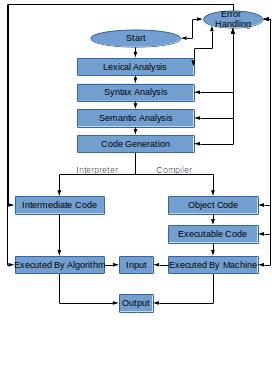 Error
Handling
Start
Lexical Analysis
Syntax Analysis
Semantic Analysis
Code Generation
Interpreter
Compiler
Intermediate Code
Object Code
Executable Code
Executed By Algorithm
Input
Executed By Machine
Output